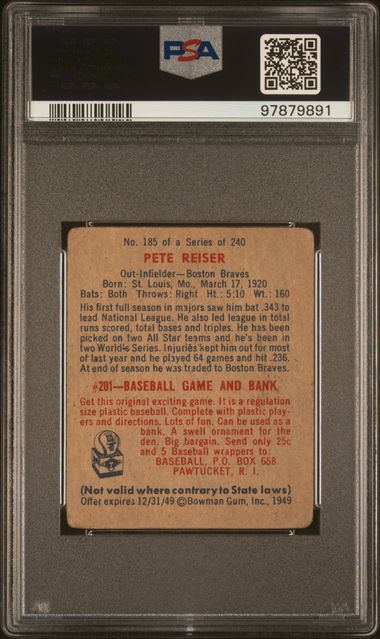 PSA
97879891
No. 185 of a Series of 240
PETE REISER
Out-Infielder—Boston Braves
Born: St. Louis, Mo., March 17, 1920
Bats: Both Throws: Right Ht.: 5:10 Wt.: 160
His first full season in majors saw him bat .343 to
lead National League. He also led league in total
runs scored, total bases and triples. He has been
picked on two All Star teams and he's been in
two World's Series. Injuries kept him out for most
of last year and he played 64 games and hit .236.
At end of season he was traded to Boston Braves.
#201—BASEBALL GAME AND BANK
Get this original exciting game. It is a regulation
size plastic baseball. Complete with plastic play-
ers and directions. Lots of fun. Can be used as a
bank. A swell ornament for the
den. Big bargain. Send only 25c
and 5 Baseball wrappers to:
BASEBALL, P.O. BOX 668
PAWTUCKET, R. I.
(Not valid where contrary to State laws)
Offer expires 12/31/49 ©Bowman Gum, Inc., 1949